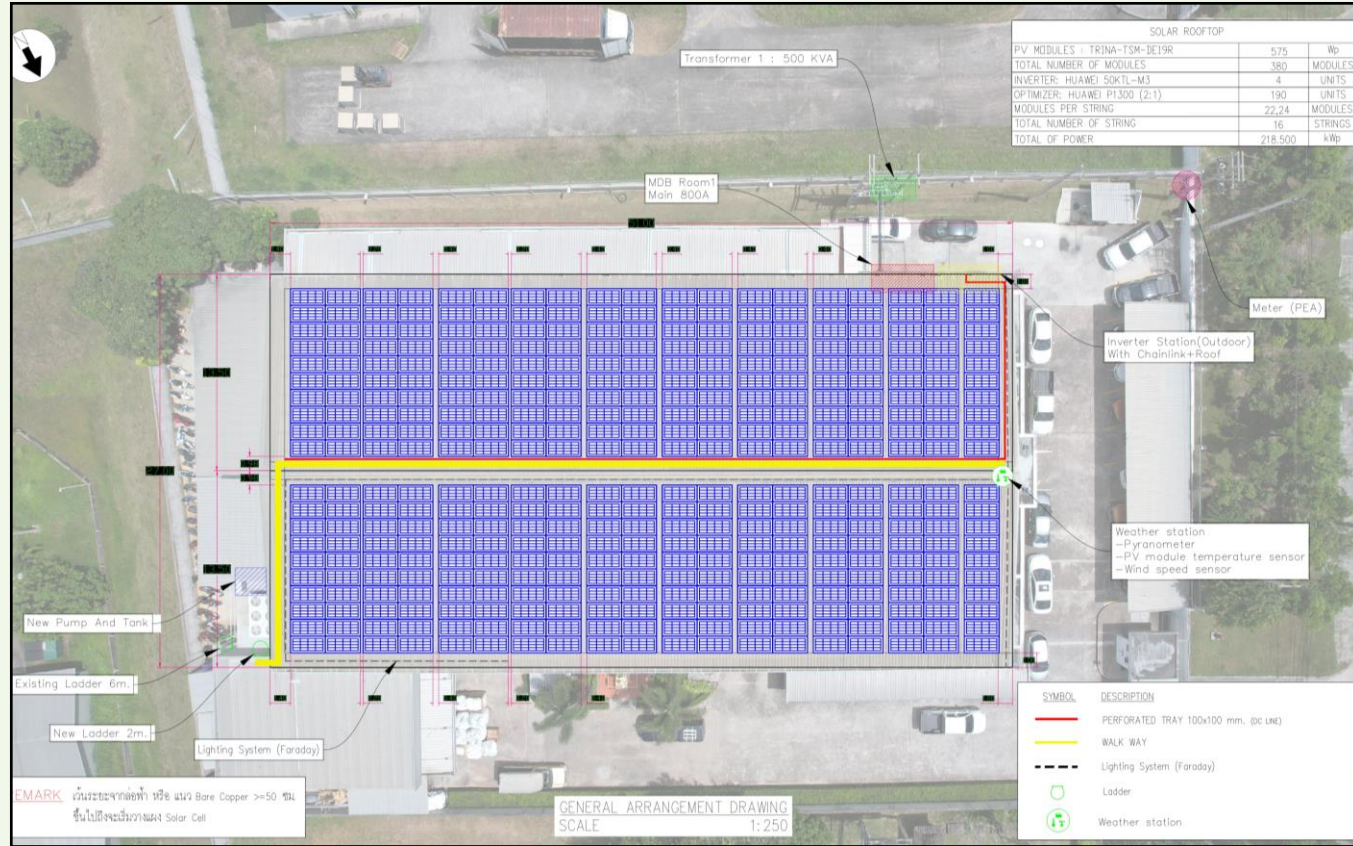 SOLAR ROOFTOP
PV MODULES : TRINA-TSM-DE19R 575 Wp
TOTAL NUMBER OF MODULES 380 MODULES
INVERTER: HUAWEI 50KTL-M3 4 UNITS
OPTIMIZER: HUAWEI P1300 (2:1) 190 UNITS
MODULES PER STRING 22,24 MODULES
TOTAL NUMBER OF STRING 16 STRINGS
TOTAL OF POWER 218.500 kWp
Transformer 1 : 500 KVA
MDB Room1
Main 800A
51.00
Meter (PEA)
Inverter Station(Outdoor)
With Chainlink+Roof
13.50
27.00
13.50
Weather station
-Pyranometer
-PV module temperature sensor
-Wind speed sensor
New Pump And Tank
Existing Ladder 6m.
New Ladder 2m.
Lighting System (Faraday)
SYMBOL DESCRIPTION
PERFORATED TRAY 100x100 mm. (DC LINE)
WALK WAY
Lighting System (Faraday)
Ladder
Weather station
EMARK เว้นระยะจากล่อฟ้า หรือ แนว Bare Copper >=50 ซม.
ขึ้นไปถึงจะเริ่มวางแผง Solar Cell
GENERAL ARRANGEMENT DRAWING
SCALE 1:250